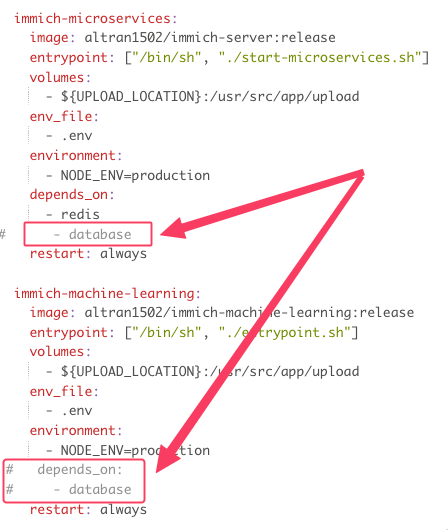 immich-microservices:
  image: altran1502/immich-server:release
  entrypoint: ["/bin/sh", "./start-microservices.sh"]
  volumes:
    - ${UPLOAD_LOCATION}:/usr/src/app/upload
  env_file:
    - .env
  environment:
    - NODE_ENV=production
  depends_on:
    - redis
#     - database
  restart: always

immich-machine-learning:
  image: altran1502/immich-machine-learning:release
  entrypoint: ["/bin/sh", "./entrypoint.sh"]
  volumes:
    - ${UPLOAD_LOCATION}:/usr/src/app/upload
  env_file:
    - .env
  environment:
    - NODE_ENV=production
#   depends_on:
#     - database
  restart: always